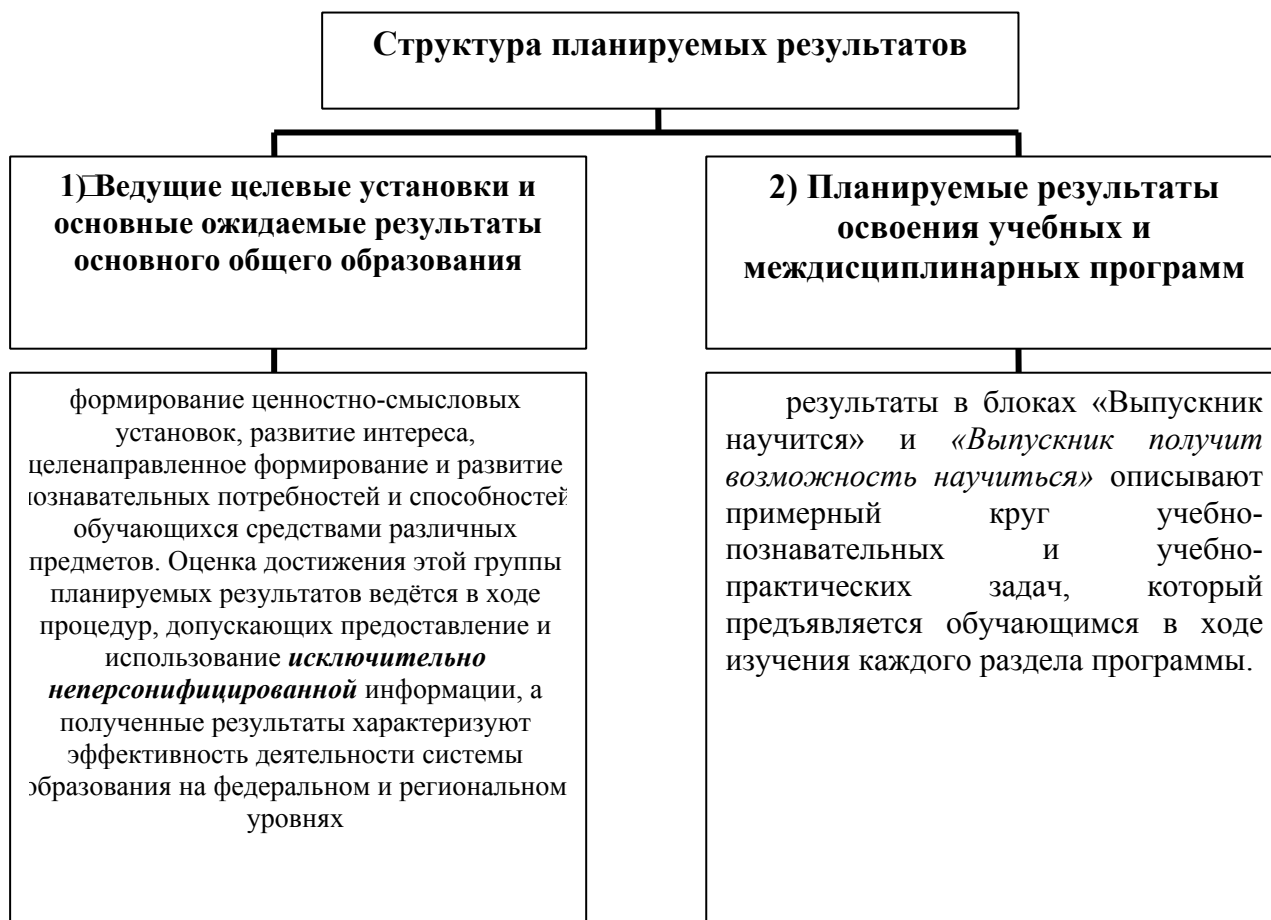 Структура планируемых результатов
1) Ведущие целевые установки и
основные ожидаемые результаты
основного общего образования
формирование ценностно-смысловых
установок, развитие интереса,
целенаправленное формирование и развитие
познавательных потребностей и способностей
обучающихся средствами различных
предметов. Оценка достижения этой группы
планируемых результатов ведётся в ходе
процедур, допускающих предоставление и
использование исключительно
неперсонифицированной информации, а
полученные результаты характеризуют
эффективность деятельности системы
образования на федеральном и региональном
уровнях
2) Планируемые результаты
освоения учебных и
междисциплинарных программ
результаты в блоках «Выпускник
научится» и «Выпускник получит
возможность научиться» описывают
примерный круг учебно-
познавательных и учебно-
практических задач, который
предъявляется обучающимся в ходе
изучения каждого раздела программы.